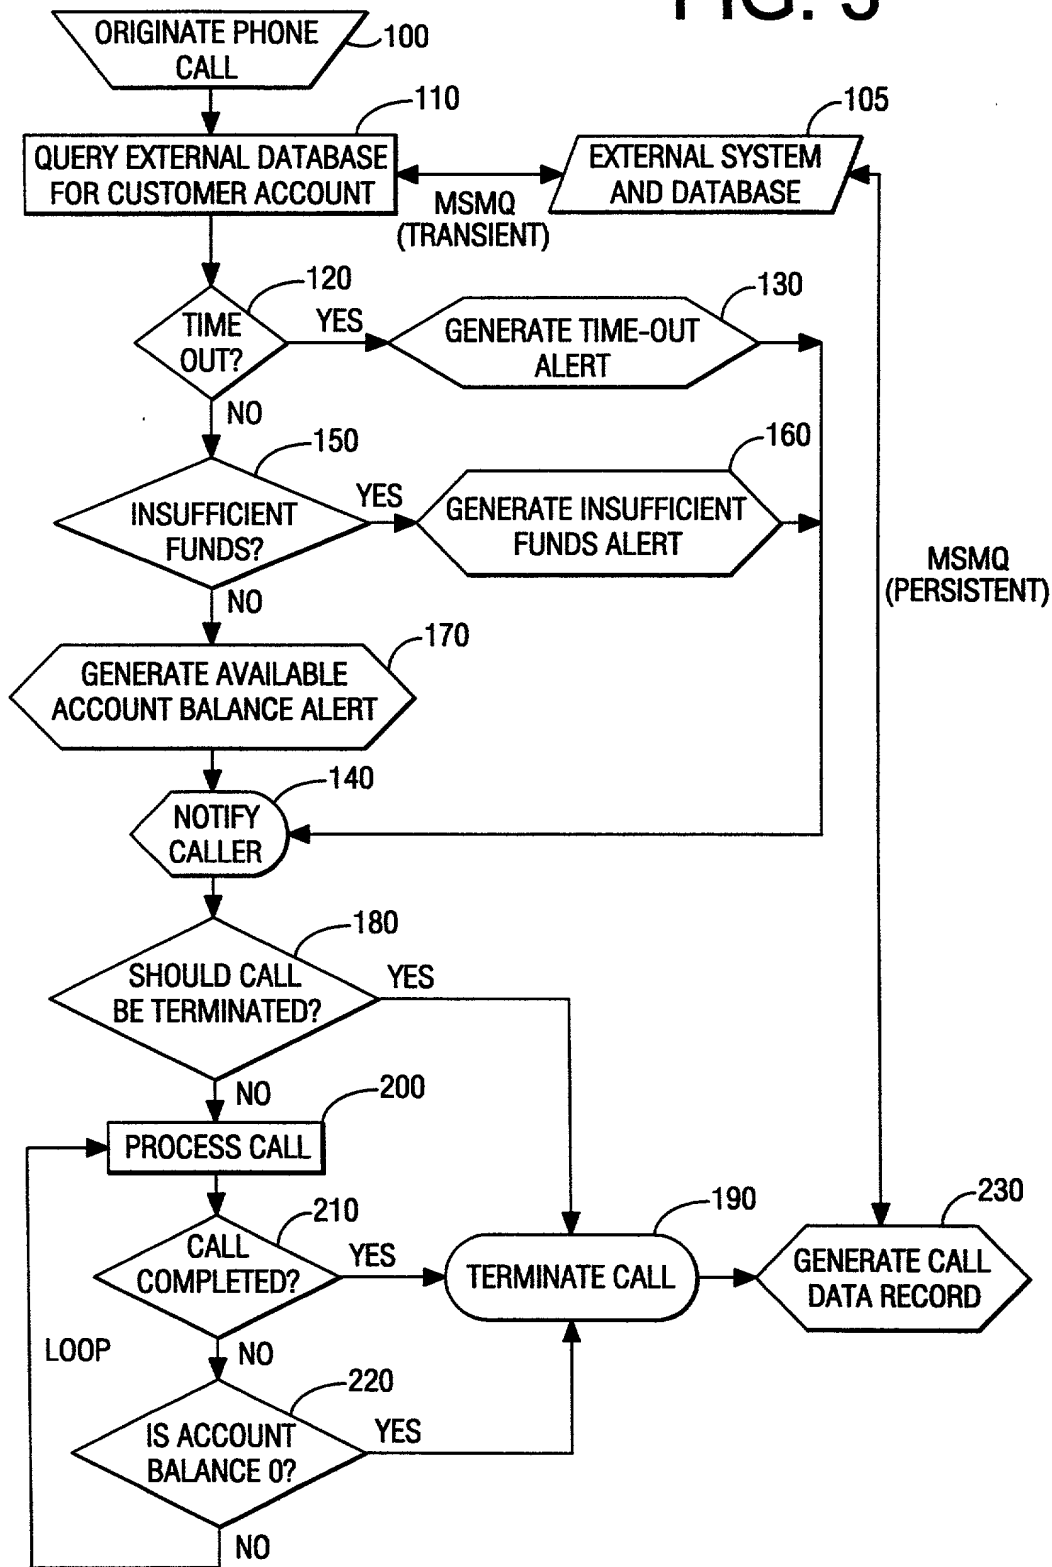 FIG. 3
ORIGINATE PHONE
CALL
100
110
105
QUERY EXTERNAL DATABASE
FOR CUSTOMER ACCOUNT
EXTERNAL SYSTEM
AND DATABASE
MSMQ
(TRANSIENT)
120
130
TIME
OUT?
YES
GENERATE TIME-OUT
ALERT
NO
150
160
INSUFFICIENT
FUNDS?
YES
GENERATE INSUFFICIENT
FUNDS ALERT
MSMQ
(PERSISTENT)
NO
170
GENERATE AVAILABLE
ACCOUNT BALANCE ALERT
140
NOTIFY
CALLER
180
SHOULD CALL
BE TERMINATED?
YES
NO
200
PROCESS CALL
210
190
230
CALL
COMPLETED?
YES
TERMINATE CALL
GENERATE CALL
DATA RECORD
LOOP
NO
220
IS ACCOUNT
BALANCE 0?
YES
NO